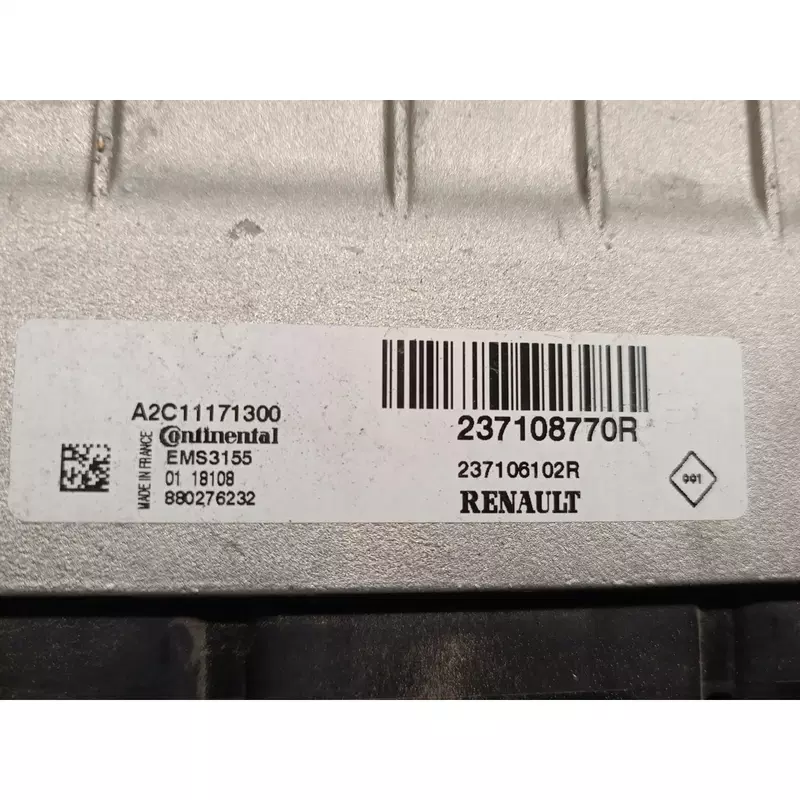 A2C11171300
Continental
EMS3155
01 18108
880276232
MADE IN FRANCE
237108770R
237106102R
RENAULT
001